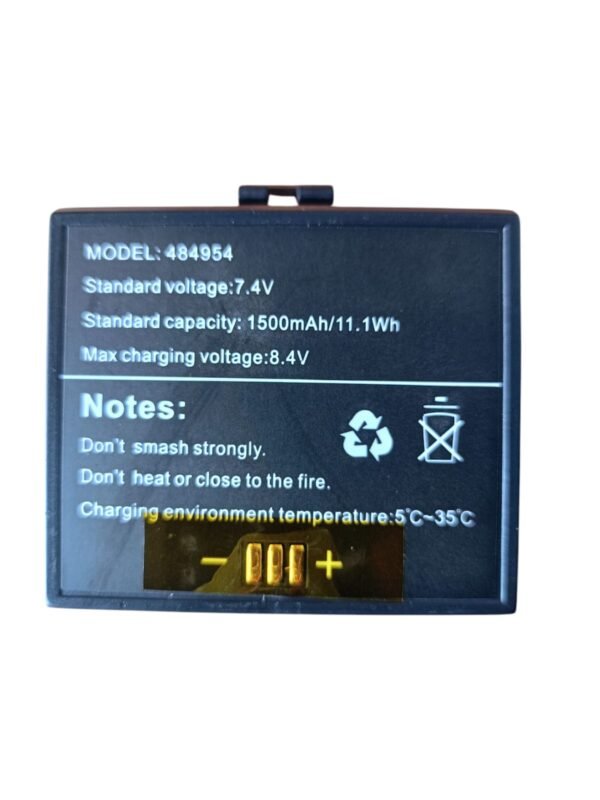 MODEL: 484954
Standard voltage:7.4V
Standard capacity: 1500mAh/11.1Wh
Max charging voltage:8.4V
Notes:
Don't smash strongly.
Don't heat or close to the fire.
Charging environment temperature:5℃~35℃
− +